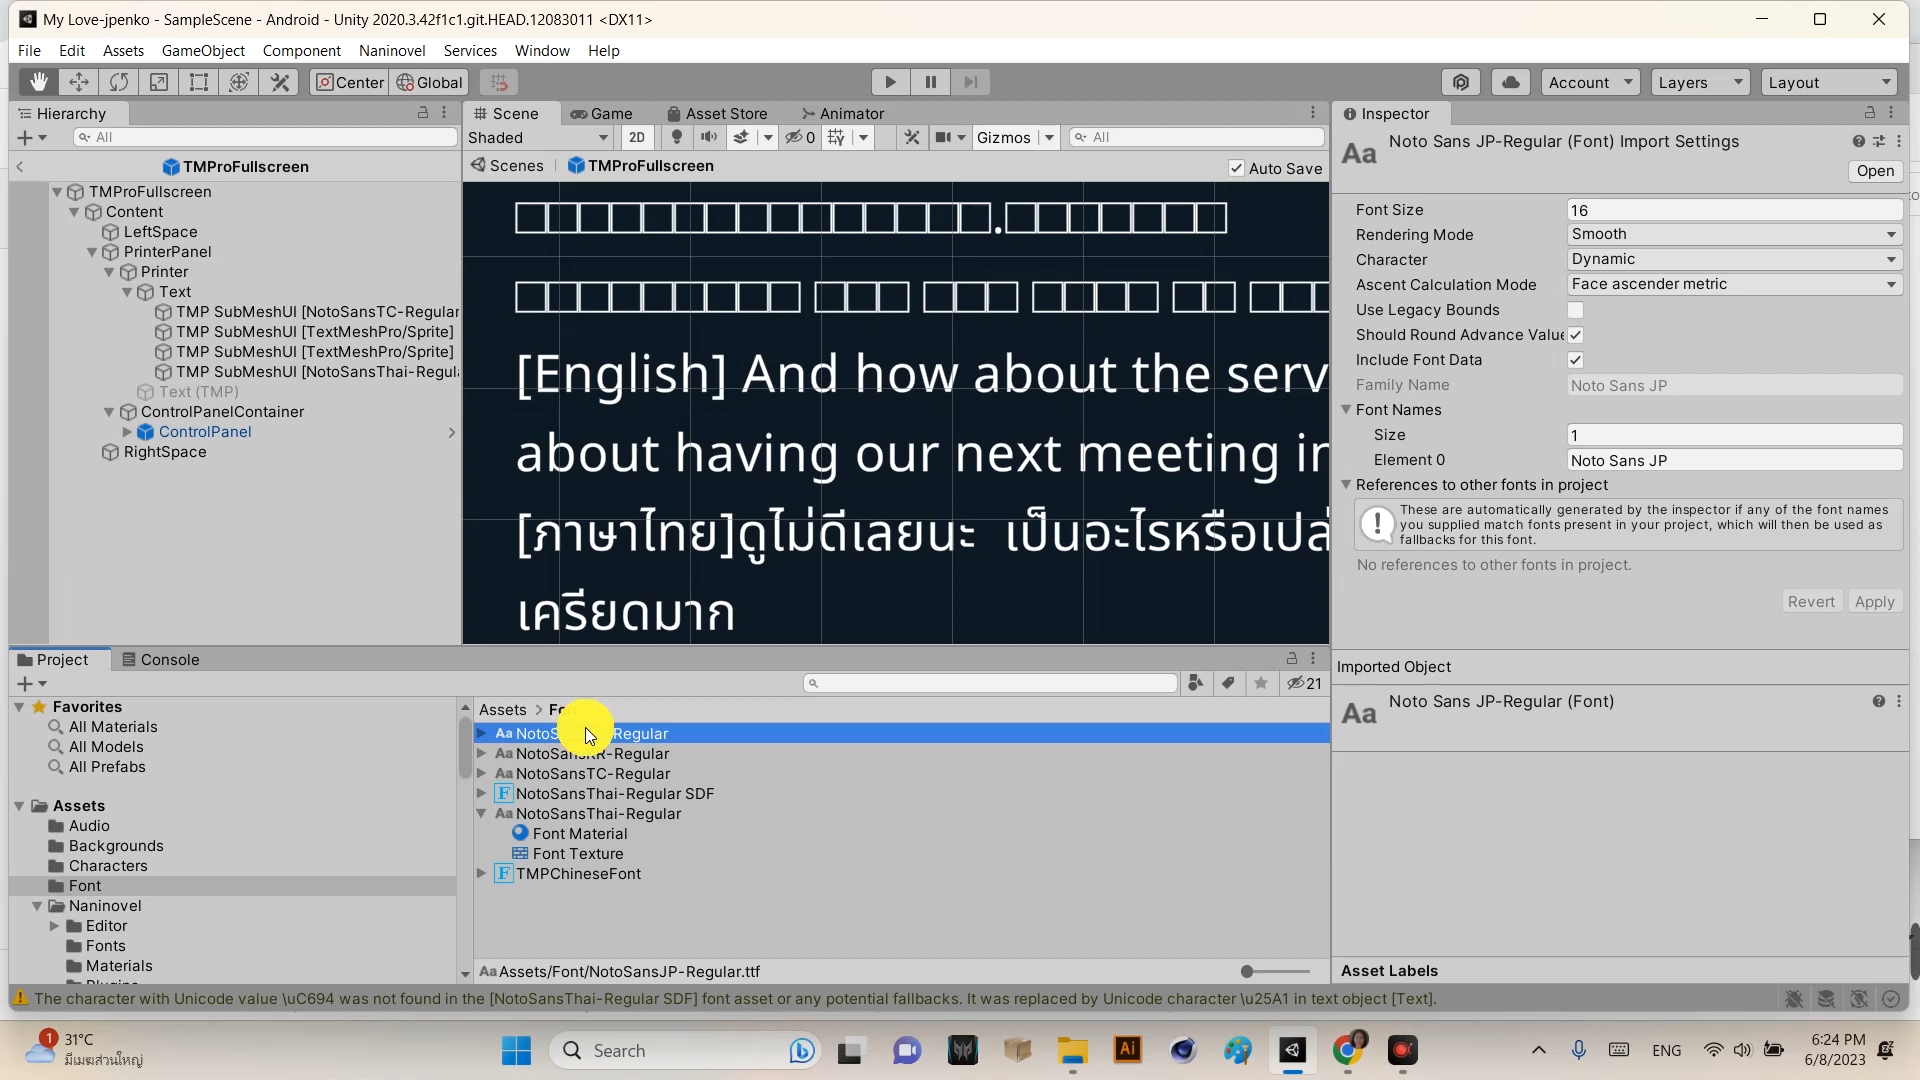 My Love-jpenko - SampleScene - Android - Unity 2020.3.42f1c1.git.HEAD.12083011 <DX11>
File Edit Assets GameObject Component Naninovel Services Window Help
Center Global Account Layers Layout
Hierarchy
All
TMProFullscreen
TMProFullscreen
Content
LeftSpace
PrinterPanel
Printer
Text
TMP SubMeshUI [NotoSansTC-Regular
TMP SubMeshUI [TextMeshPro/Sprite]
TMP SubMeshUI [TextMeshPro/Sprite]
TMP SubMeshUI [NotoSansThai-Regula
Text (TMP)
ControlPanelContainer
ControlPanel
RightSpace
Scene Game Asset Store Animator
Shaded 2D 0 Gizmos All
Scenes TMProFullscreen Auto Save
[English] And how about the serv
about having our next meeting in
[ภาษาไทย]ดูไม่ดีเลยนะ เป็นอะไรหรือเปล่
เครียดมาก
Inspector
Noto Sans JP-Regular (Font) Import Settings
Open
Font Size 16
Rendering Mode Smooth
Character Dynamic
Ascent Calculation Mode Face ascender metric
Use Legacy Bounds
Should Round Advance Value
Include Font Data
Family Name Noto Sans JP
Font Names
Size 1
Element 0 Noto Sans JP
References to other fonts in project
These are automatically generated by the inspector if any of the font names
you supplied match fonts present in your project, which will then be used as
fallbacks for this font.
No references to other fonts in project.
Revert Apply
Imported Object
Noto Sans JP-Regular (Font)
Asset Labels
Project Console
21
Favorites
All Materials
All Models
All Prefabs
Assets
Audio
Backgrounds
Characters
Font
Naninovel
Editor
Fonts
Materials
Assets >
Regular
NotoSansKR-Regular
NotoSansTC-Regular
NotoSansThai-Regular SDF
NotoSansThai-Regular
Font Material
Font Texture
TMPChineseFont
Assets/Font/NotoSansJP-Regular.ttf
The character with Unicode value \uC694 was not found in the [NotoSansThai-Regular SDF] font asset or any potential fallbacks. It was replaced by Unicode character \u25A1 in text object [Text].
1 31°C
มีเมฆส่วนใหญ่
Search
Ai
ENG
6:24 PM
6/8/2023